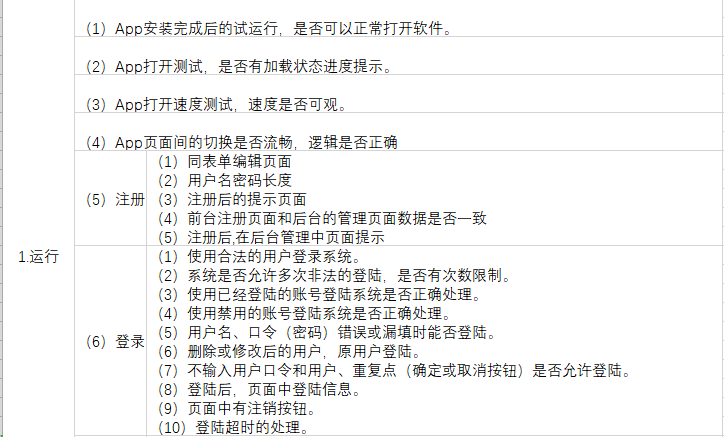 (1) App安装完成后的试运行，是否可以正常打开软件。
(2) App打开测试，是否有加载状态进度提示。
(3) App打开速度测试，速度是否可观。
(4) App页面间的切换是否流畅，逻辑是否正确
1.运行
(5) 注册
(1) 同表单编辑页面
(2) 用户名密码长度
(3) 注册后的提示页面
(4) 前台注册页面和后台的管理页面数据是否一致
(5) 注册后,在后台管理中页面提示
(6) 登录
(1) 使用合法的用户登录系统。
(2) 系统是否允许多次非法的登陆，是否有次数限制。
(3) 使用已经登陆的账号登陆系统是否正确处理。
(4) 使用禁用的账号登陆系统是否正确处理。
(5) 用户名、口令（密码）错误或漏填时能否登陆。
(6) 删除或修改后的用户，原用户登陆。
(7) 不输入用户口令和用户、重复点（确定或取消按钮）是否允许登陆。
(8) 登陆后，页面中登陆信息。
(9) 页面中有注销按钮。
(10) 登陆超时的处理。